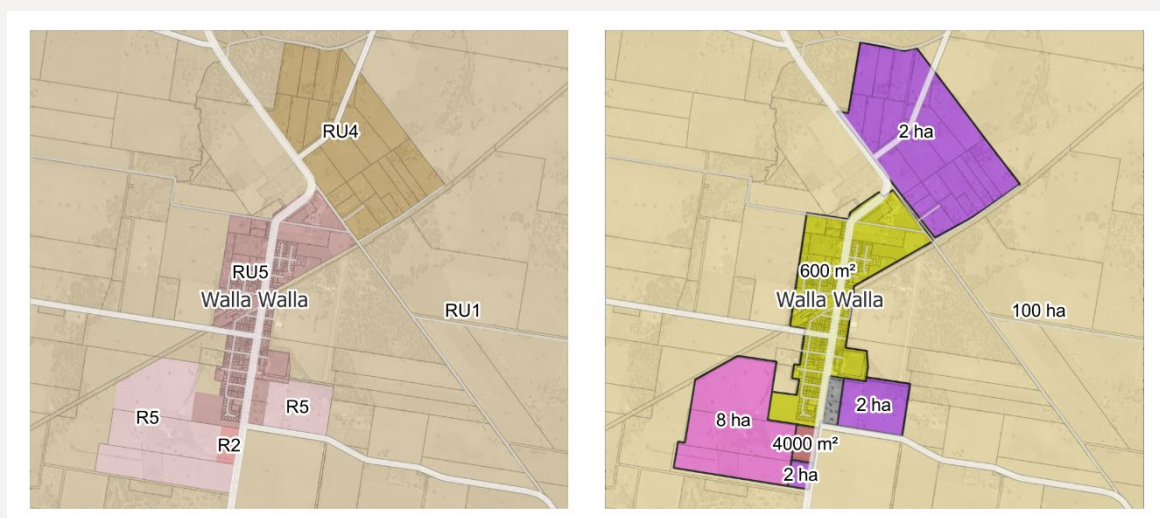 RU4
RU5
Walla Walla
RU1
R5
R5
R2
2 ha
600 m²
Walla Walla
100 ha
2 ha
8 ha
4000 m²
2 ha